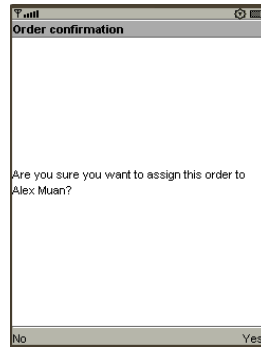 Order confirmation
Are you sure you want to assign this order to
Alex Muan?
No
Yes